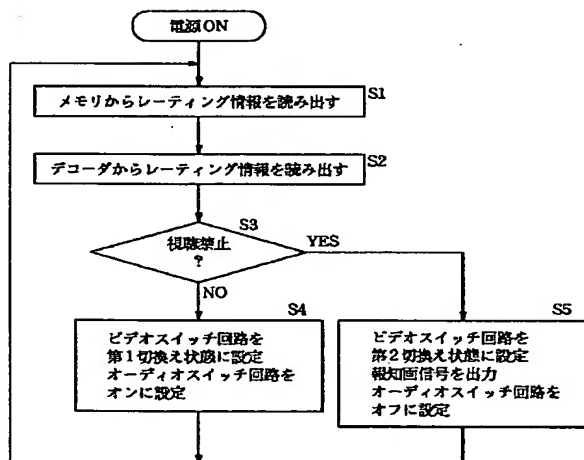 電源ON
メモリからレーティング情報を読み出す
S1
デコーダからレーティング情報を読み出す
S2
S3
視聴禁止
?
YES
NO
S4
ビデオスイッチ回路を
第1切換え状態に設定
オーディオスイッチ回路を
オンに設定
S5
ビデオスイッチ回路を
第2切換え状態に設定
報知画信号を出力
オーディオスイッチ回路を
オフに設定